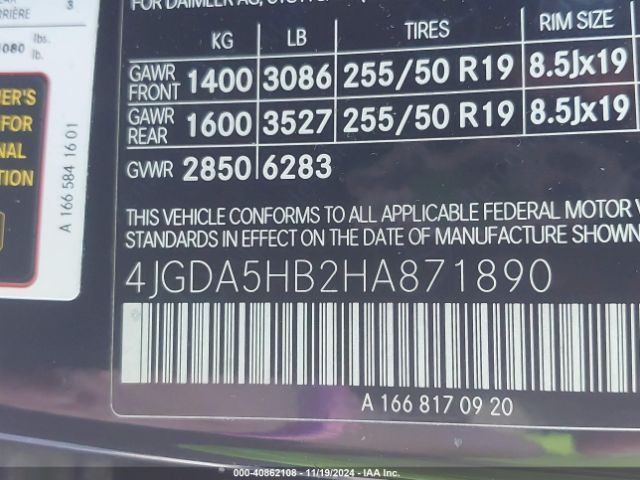 3
1080 lbs.
lb.
A 166 584 16 01
KG LB TIRES RIM SIZE
GAWR FRONT 1400 3086 255/50 R19 8.5Jx19
GAWR REAR 1600 3527 255/50 R19 8.5Jx19
GVWR 2850 6283
THIS VEHICLE CONFORMS TO ALL APPLICABLE FEDERAL MOTOR
STANDARDS IN EFFECT ON THE DATE OF MANUFACTURE SHOWN
4JGDA5HB2HA871890
A 166 817 09 20
000-40862108 - 11/19/2024 - IAA Inc.